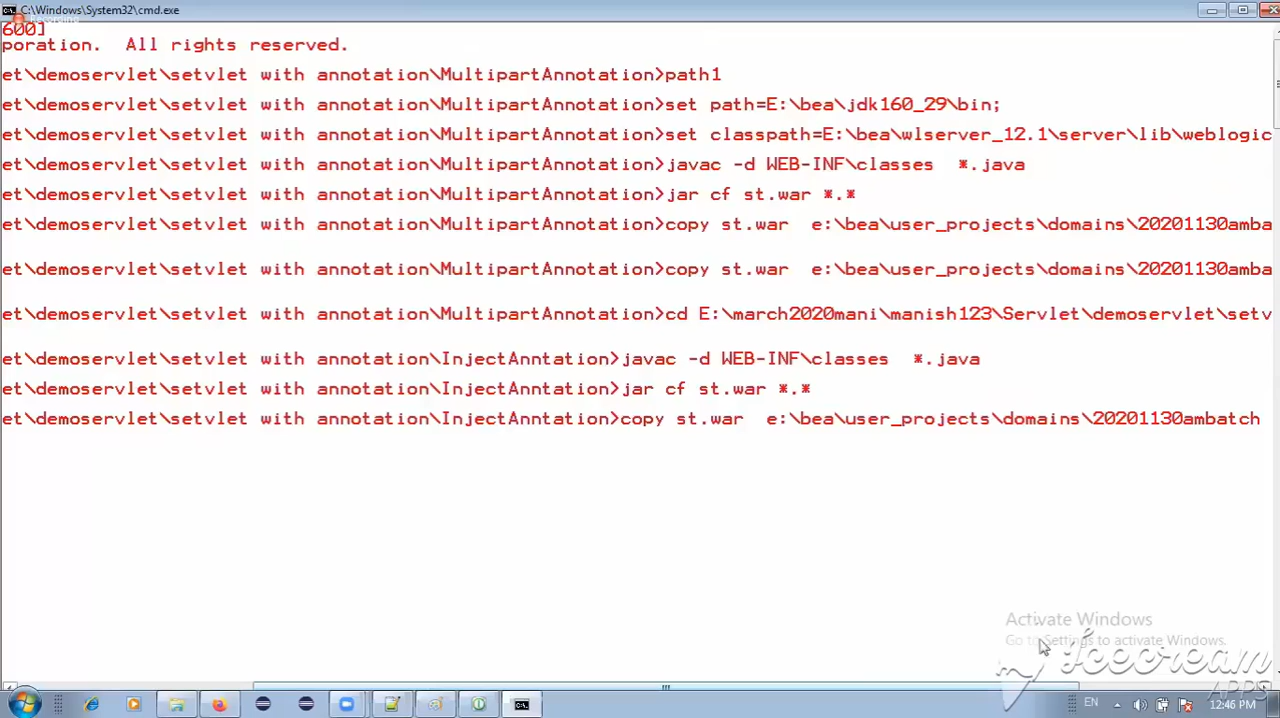 C:\Windows\System32\cmd.exe
Recording
600]
poration.  All rights reserved.
et\demoservlet\setvlet with annotation\MultipartAnnotation>path1
et\demoservlet\setvlet with annotation\MultipartAnnotation>set path=E:\bea\jdk160_29\bin;
et\demoservlet\setvlet with annotation\MultipartAnnotation>set classpath=E:\bea\wlserver_12.1\server\lib\weblogic
et\demoservlet\setvlet with annotation\MultipartAnnotation>javac -d WEB-INF\classes  *.java
et\demoservlet\setvlet with annotation\MultipartAnnotation>jar cf st.war *.*
et\demoservlet\setvlet with annotation\MultipartAnnotation>copy st.war  e:\bea\user_projects\domains\20201130amba
et\demoservlet\setvlet with annotation\MultipartAnnotation>copy st.war  e:\bea\user_projects\domains\20201130amba
et\demoservlet\setvlet with annotation\MultipartAnnotation>cd E:\march2020mani\manish123\Servlet\demoservlet\setv
et\demoservlet\setvlet with annotation\InjectAnntation>javac -d WEB-INF\classes  *.java
et\demoservlet\setvlet with annotation\InjectAnntation>jar cf st.war *.*
et\demoservlet\setvlet with annotation\InjectAnntation>copy st.war  e:\bea\user_projects\domains\20201130ambatch
Activate Windows
Go to Settings to activate Windows.
Icecream
APPS
EN
12:46 PM